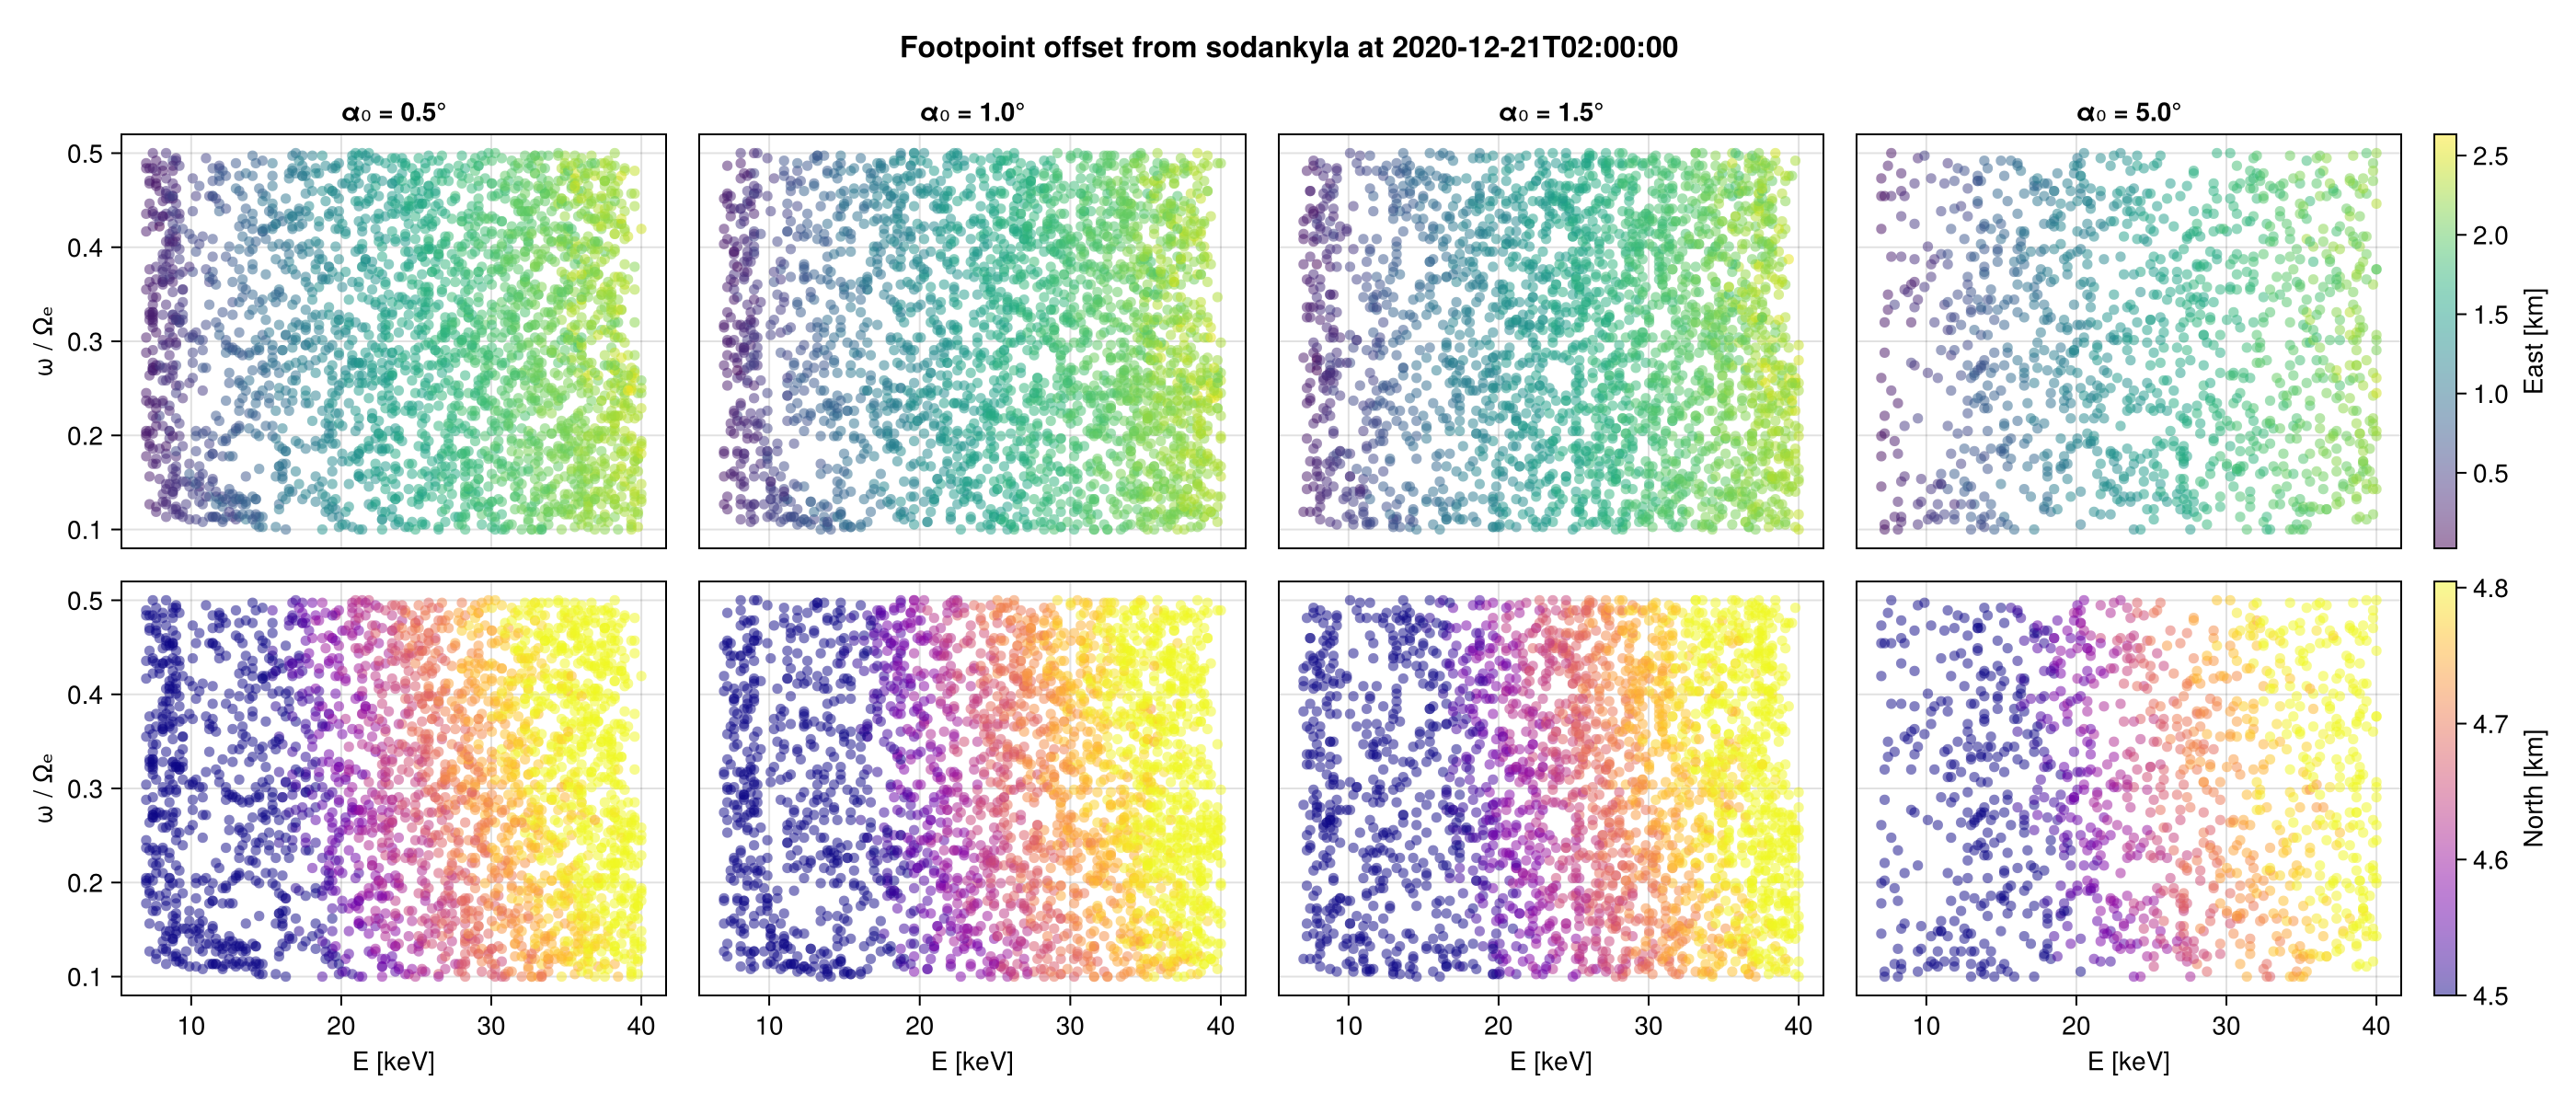 Footpoint offset from sodankyla at 2020-12-21T02:00:00
α₀ = 0.5°
α₀ = 1.0°
α₀ = 1.5°
α₀ = 5.0°
0.5
0.4
0.3
0.2
0.1
ω / Ωₑ
2.5
2.0
1.5
1.0
0.5
East [km]
0.5
0.4
0.3
0.2
0.1
ω / Ωₑ
4.8
4.7
4.6
4.5
North [km]
10 20 30 40
10 20 30 40
10 20 30 40
10 20 30 40
E [keV]
E [keV]
E [keV]
E [keV]